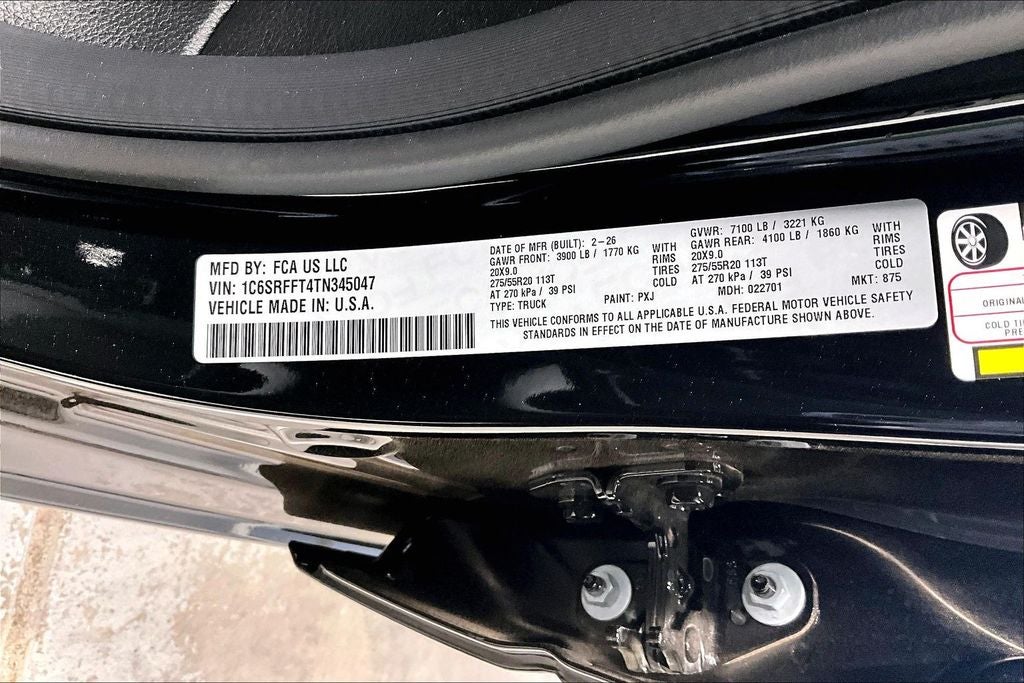 MFD BY: FCA US LLC
VIN: 1C6SRFFT4TN345047
VEHICLE MADE IN: U.S.A.
DATE OF MFR (BUILT): 2-26
GAWR FRONT: 3900 LB / 1770 KG WITH
20X9.0 RIMS
275/55R20 113T TIRES
AT 270 kPa / 39 PSI COLD
TYPE: TRUCK PAINT: PXJ
GVWR: 7100 LB / 3221 KG
GAWR REAR: 4100 LB / 1860 KG WITH
20X9.0 RIMS
275/55R20 113T TIRES
AT 270 kPa / 39 PSI COLD
MDH: 022701 MKT: 875
THIS VEHICLE CONFORMS TO ALL APPLICABLE U.S.A. FEDERAL MOTOR VEHICLE SAFETY
STANDARDS IN EFFECT ON THE DATE OF MANUFACTURE SHOWN ABOVE.
ORIGINAL
COLD
PRE